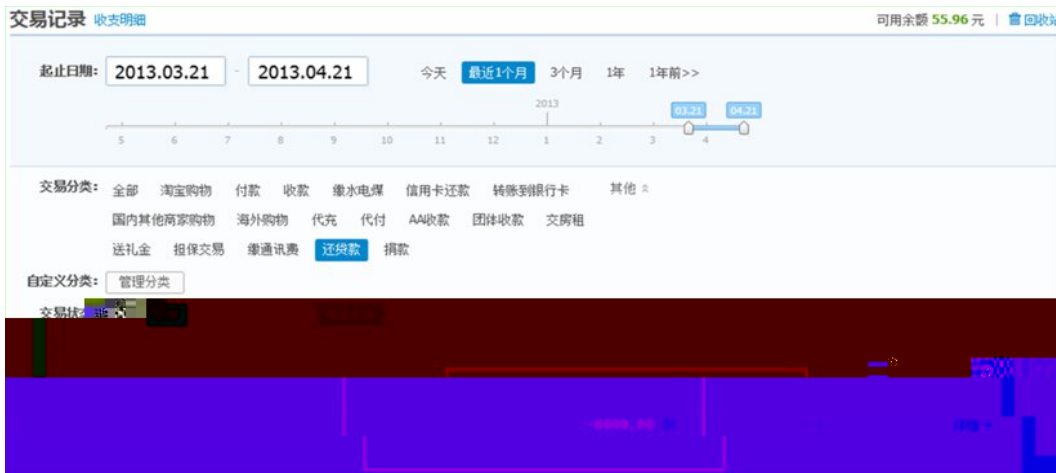 交易记录 收支明细 可用余额 55.96 元 | 回收站
起止日期: 2013.03.21 - 2013.04.21 今天 最近1个月 3个月 1年 1年前>>
2013 03.21 04.21
5 6 7 8 9 10 11 12 1 2 3 4
交易分类: 全部 淘宝购物 付款 收款 缴水电煤 信用卡还款 转账到银行卡 其他
国内其他商家购物 海外购物 代充 代付 AA收款 团体收款 交房租
送礼金 担保交易 缴通讯费 还贷款 捐款
自定义分类: 管理分类
交易状